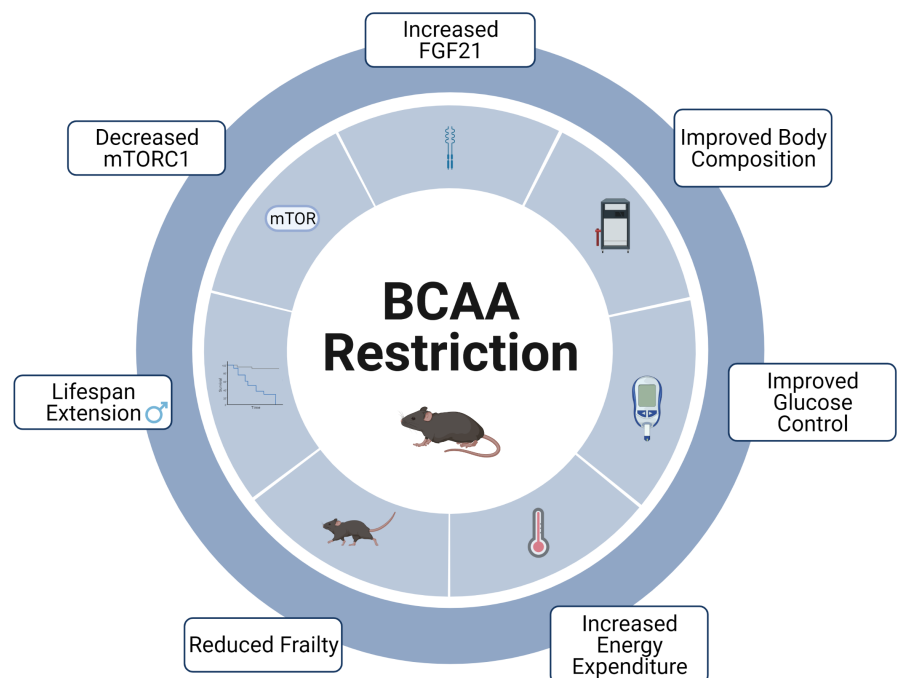 Increased
FGF21
Decreased
mTORC1
Improved Body
Composition
mTOR
BCAA
Restriction
Lifespan
Extension
Improved
Glucose
Control
Time
Reduced Frailty
Increased
Energy
Expenditure